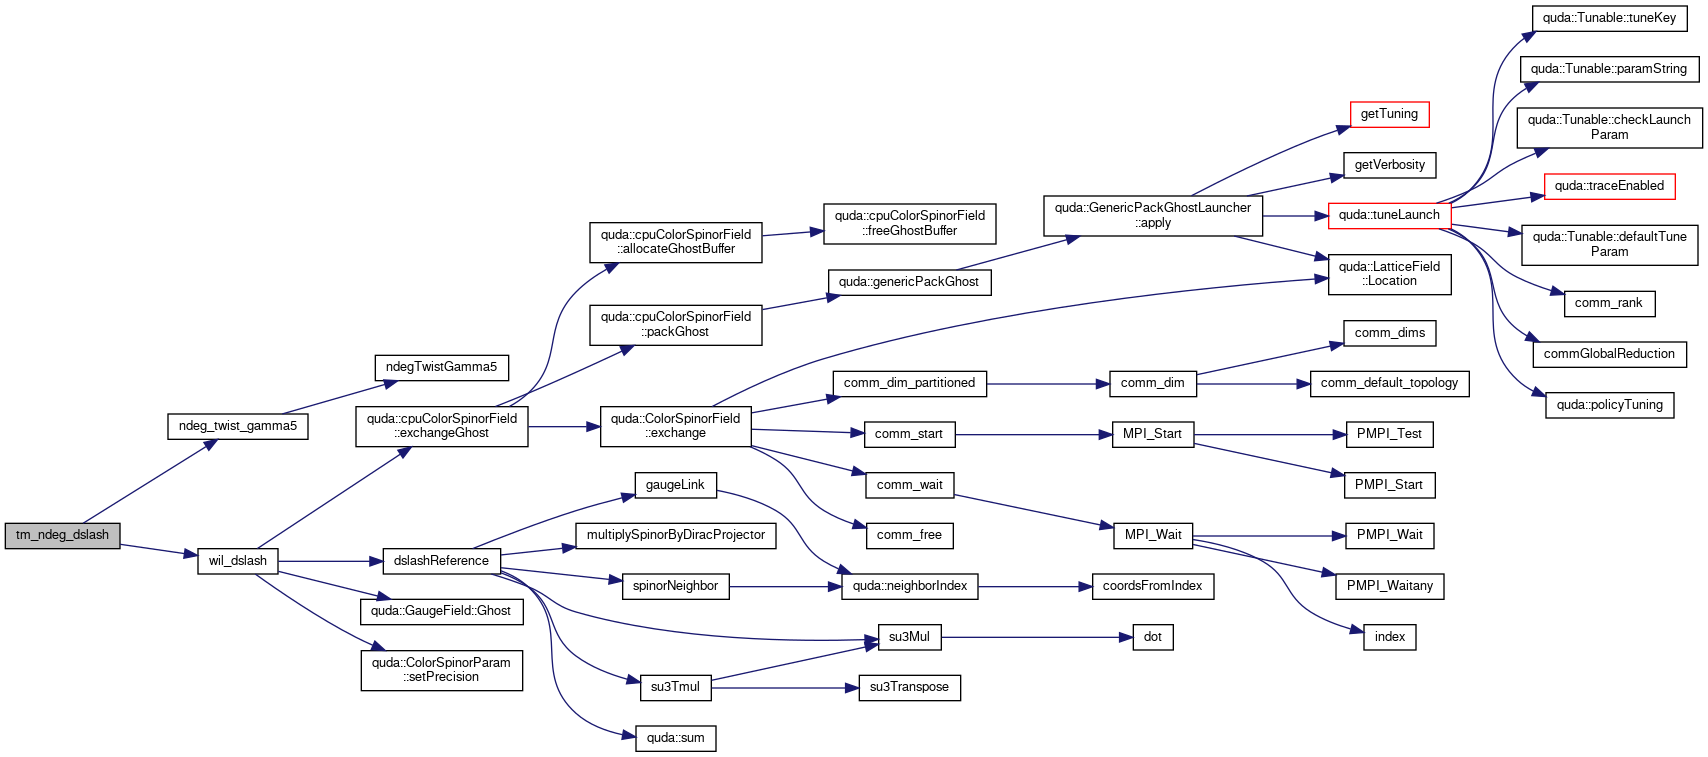 tm_ndeg_dslash
ndeg_twist_gamma5
ndegTwistGamma5
wil_dslash
quda::cpuColorSpinorField
::exchangeGhost
quda::cpuColorSpinorField
::allocateGhostBuffer
quda::cpuColorSpinorField
::freeGhostBuffer
quda::cpuColorSpinorField
::packGhost
quda::genericPackGhost
quda::GenericPackGhostLauncher
::apply
getTuning
getVerbosity
quda::tuneLaunch
quda::Tunable::tuneKey
quda::Tunable::paramString
quda::Tunable::checkLaunch
Param
quda::traceEnabled
quda::Tunable::defaultTune
Param
comm_rank
commGlobalReduction
quda::policyTuning
quda::LatticeField
::Location
quda::ColorSpinorField
::exchange
comm_dim_partitioned
comm_dim
comm_dims
comm_default_topology
comm_start
MPI_Start
PMPI_Test
PMPI_Start
comm_wait
MPI_Wait
PMPI_Wait
PMPI_Waitany
index
comm_free
dslashReference
gaugeLink
multiplySpinorByDiracProjector
spinorNeighbor
quda::neighborIndex
coordsFromIndex
su3Mul
dot
su3Tmul
su3Transpose
quda::sum
quda::GaugeField::Ghost
quda::ColorSpinorParam
::setPrecision